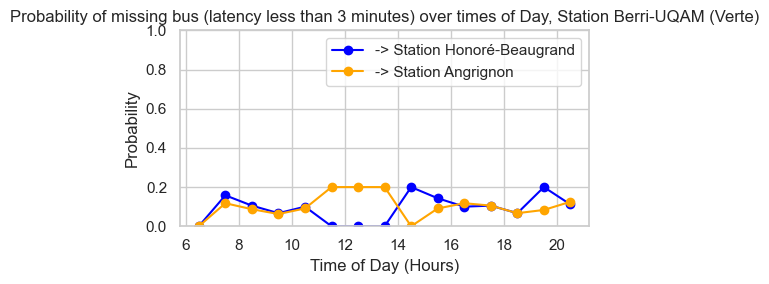 Probability of missing bus (latency less than 3 minutes) over times of Day, Station Berri-UQAM (Verte)
1.0
0.8
0.6
0.4
0.2
0.0
Probability
-> Station Honoré-Beaugrand
-> Station Angrignon
6 8 10 12 14 16 18 20
Time of Day (Hours)